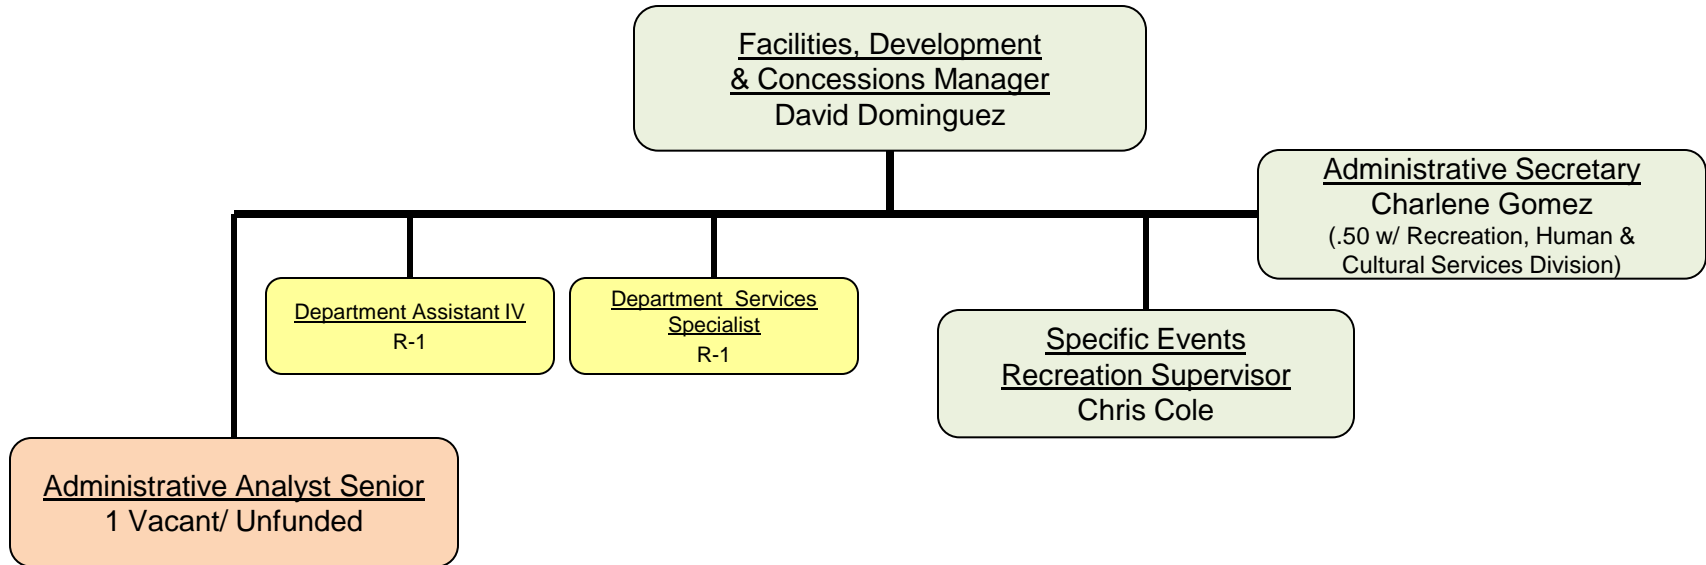 Facilities, Development
& Concessions Manager
David Dominguez
Administrative Secretary
Charlene Gomez
(.50 w/ Recreation, Human &
Cultural Services Division)
Department Assistant IV
R-1
Department  Services
Specialist
R-1
Specific Events
Recreation Supervisor
Chris Cole
Administrative Analyst Senior
1 Vacant/ Unfunded